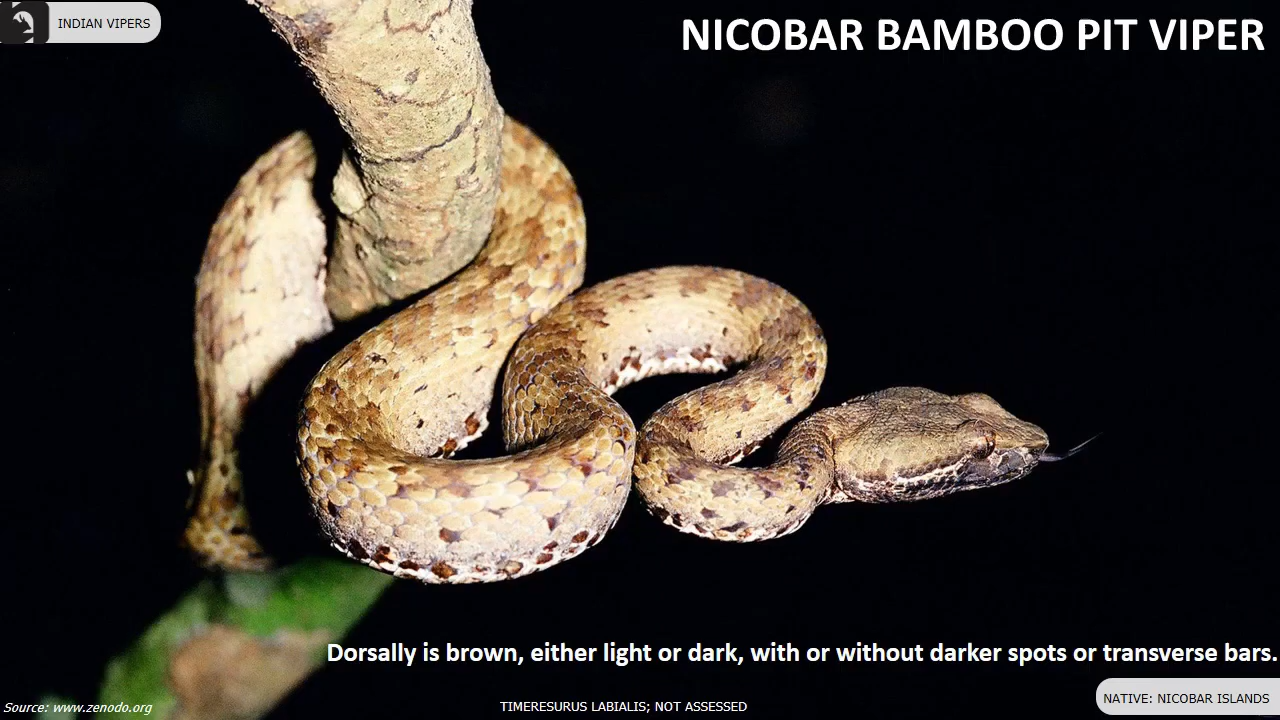 INDIAN VIPERS
NICOBAR BAMBOO PIT VIPER
Dorsally is brown, either light or dark, with or without darker spots or transverse bars.
NATIVE: NICOBAR ISLANDS
Source: www.zenodo.org
TIMERESURUS LABIALIS; NOT ASSESSED